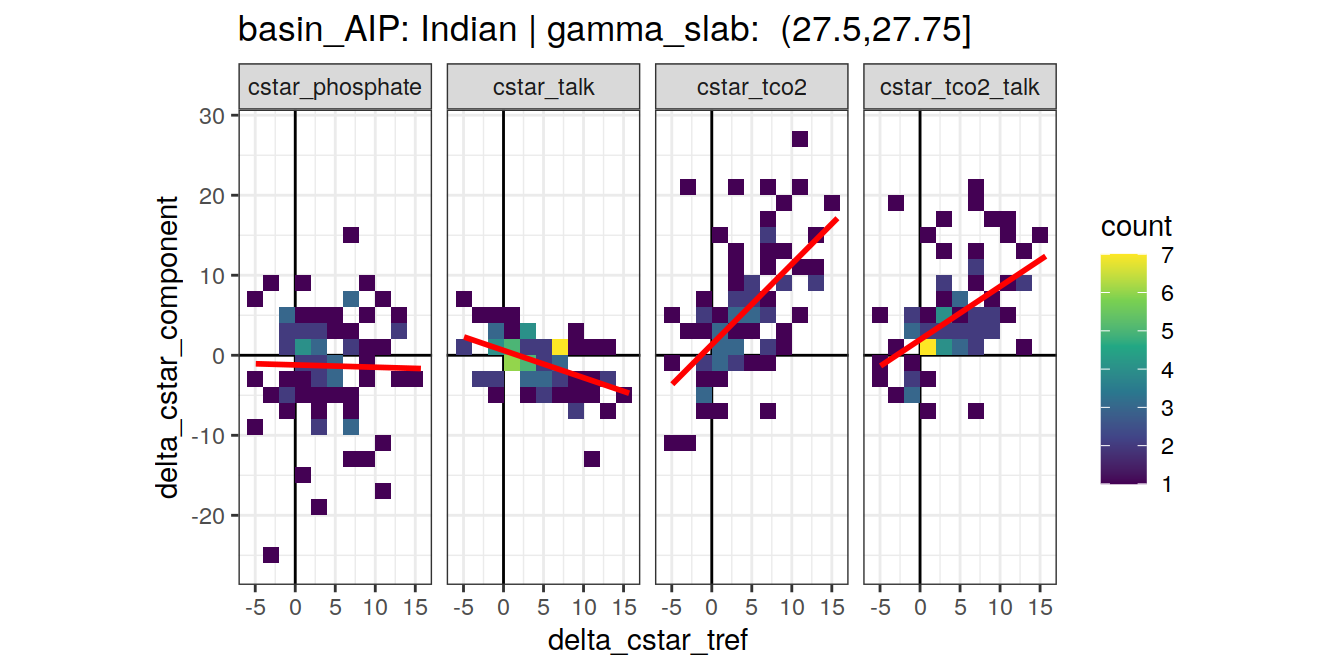 basin_AIP: Indian | gamma_slab:  (27.5,27.75]
cstar_phosphate
cstar_talk
cstar_tco2
cstar_tco2_talk
30
20
10
0
-10
-20
delta_cstar_component
-5 0 5 10 15
-5 0 5 10 15
-5 0 5 10 15
-5 0 5 10 15
delta_cstar_tref
count
7
6
5
4
3
2
1